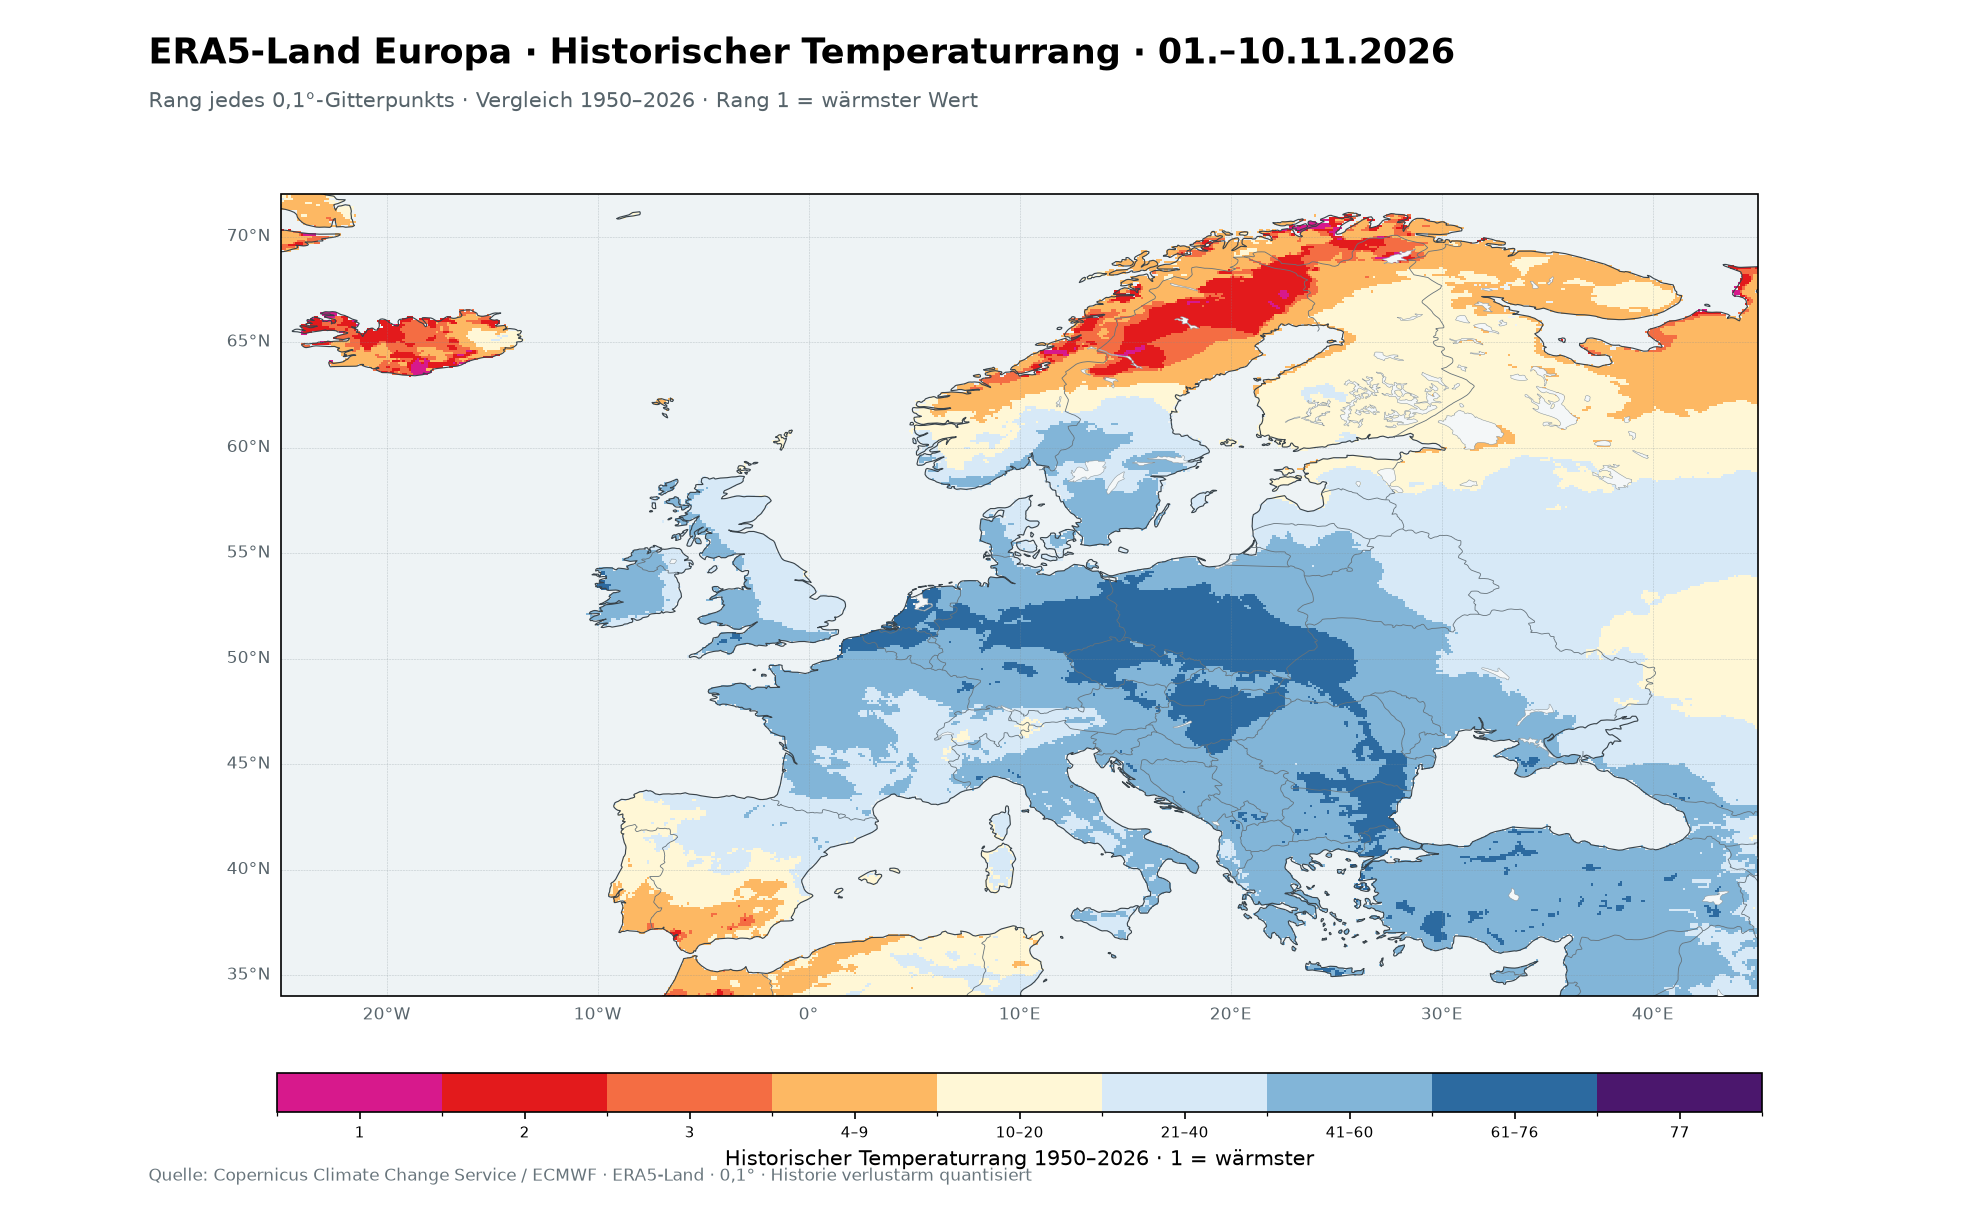 ERA5-Land Europa · Historischer Temperaturrang · 01.–10.11.2026
Rang jedes 0,1°-Gitterpunkts · Vergleich 1950–2026 · Rang 1 = wärmster Wert
70°N
65°N
60°N
55°N
50°N
45°N
40°N
35°N
20°W 10°W 0° 10°E 20°E 30°E 40°E
1 2 3 4–9 10–20 21–40 41–60 61–76 77
Historischer Temperaturrang 1950–2026 · 1 = wärmster
Quelle: Copernicus Climate Change Service / ECMWF · ERA5-Land · 0,1° · Historie verlustarm quantisiert